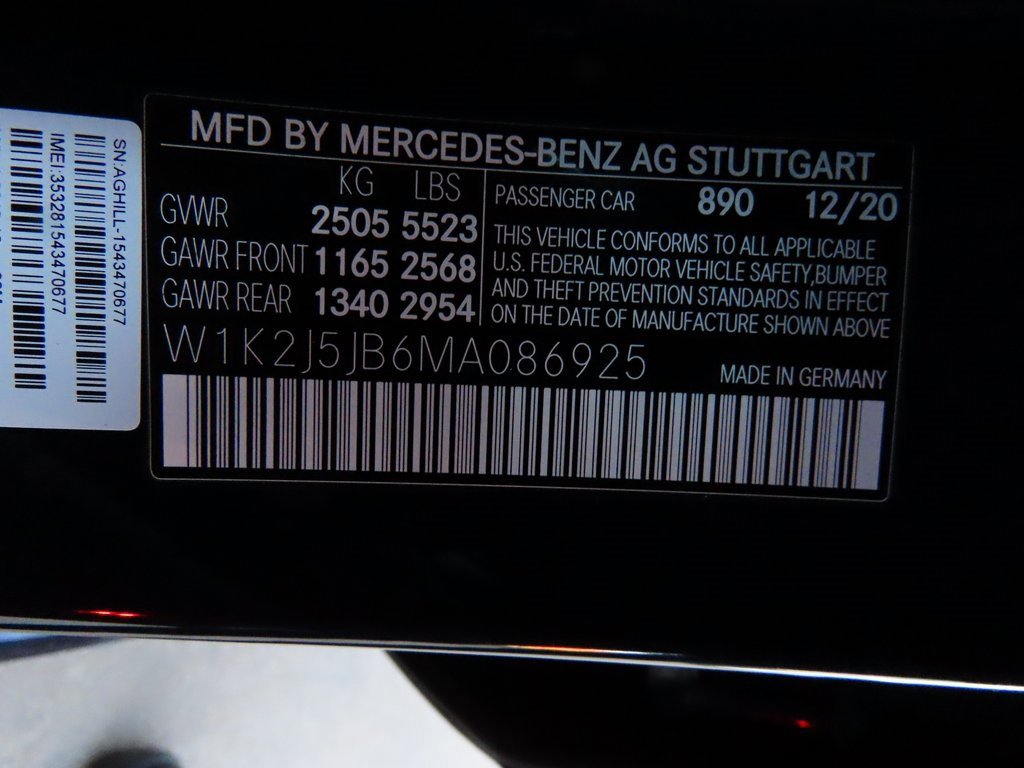 SN:AGHILL-154347​0677
IMEI:353281543470677
MFD BY MERCEDES-BENZ AG STUTTGART
KG LBS
GVWR 2505 5523
GAWR FRONT 1165 2568
GAWR REAR 1340 2954
PASSENGER CAR 890 12/20
THIS VEHICLE CONFORMS TO ALL APPLICABLE
U.S. FEDERAL MOTOR VEHICLE SAFETY,BUMPER
AND THEFT PREVENTION STANDARDS IN EFFECT
ON THE DATE OF MANUFACTURE SHOWN ABOVE
W1K2J5JB6MA086925
MADE IN GERMANY